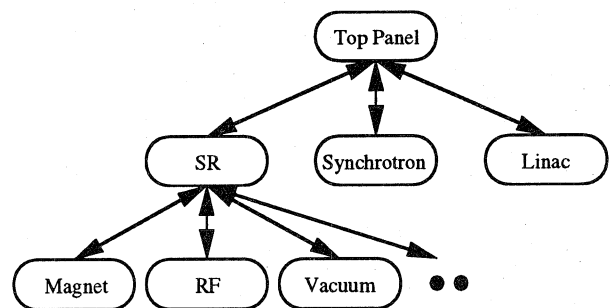 Top Panel
SR
Synchrotron
Linac
Magnet
RF
Vacuum